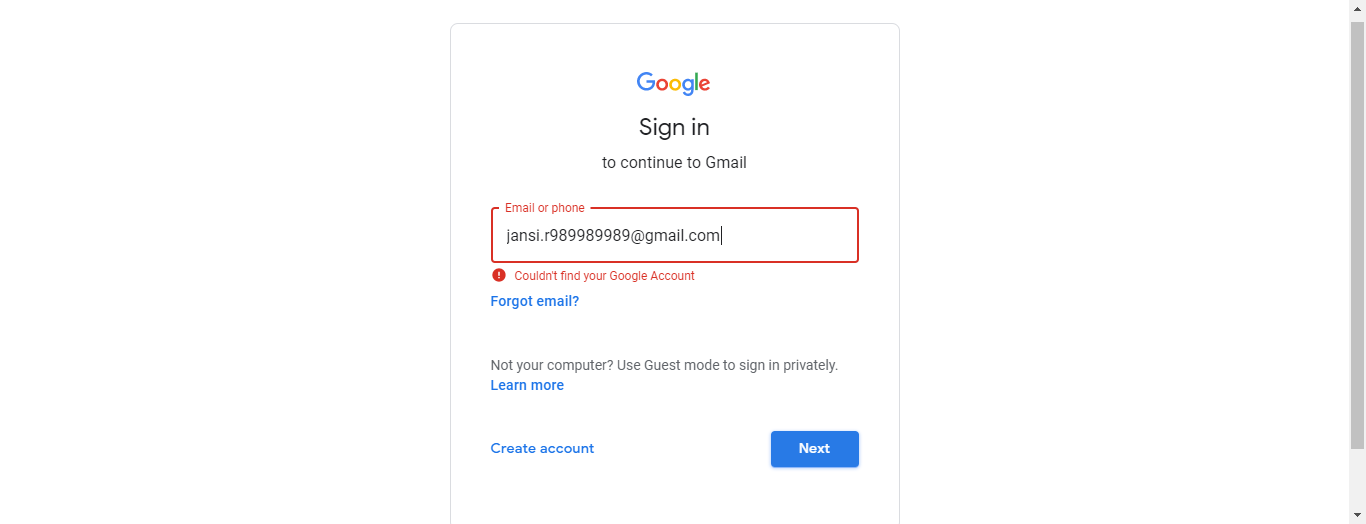 Google
Sign in
to continue to Gmail
Email or phone
jansi.r989989989@gmail.com
Couldn't find your Google Account
Forgot email?
Not your computer? Use Guest mode to sign in privately.
Learn more
Create account
Next